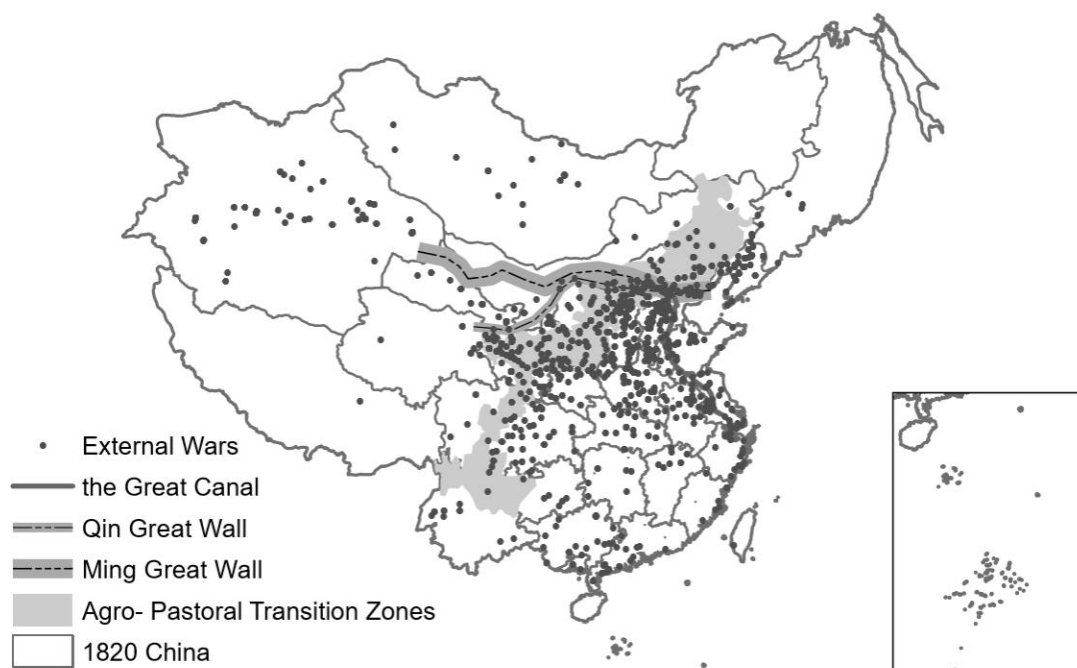 External Wars
the Great Canal
Qin Great Wall
Ming Great Wall
Agro- Pastoral Transition Zones
1820 China